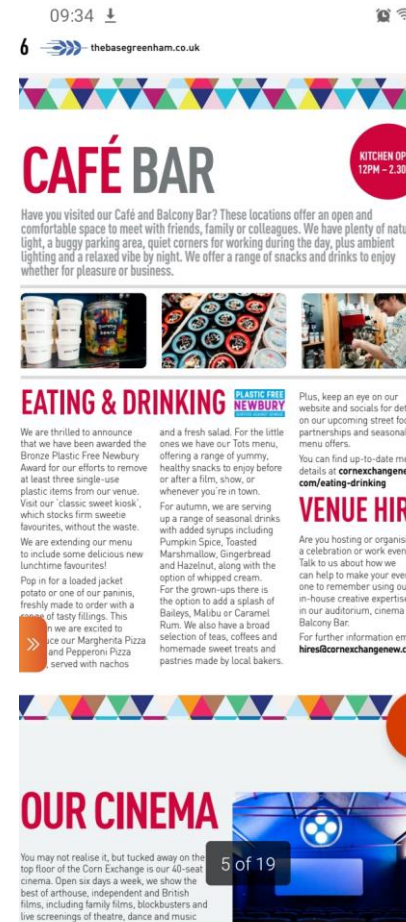 09:34
6 thebasegreenham.co.uk
CAFÉ BAR
KITCHEN OP
12PM – 2.30
Have you visited our Café and Balcony Bar? These locations offer an open and
comfortable space to meet with friends, family or colleagues. We have plenty of natu
light, a buggy parking area, quiet corners for working during the day, plus ambient
lighting and a relaxed vibe by night. We offer a range of snacks and drinks to enjoy
whether for pleasure or business.
gummy
bears
EATING & DRINKING
PLASTIC FREE
NEWBURY
We are thrilled to announce
that we have been awarded the
Bronze Plastic Free Newbury
Award for our efforts to remove
at least three single-use
plastic items from our venue.
Visit our 'classic sweet kiosk',
which stocks firm sweetie
favourites, without the waste.
We are extending our menu
to include some delicious new
lunchtime favourites!
Pop in for a loaded jacket
potato or one of our paninis,
freshly made to order with a
of tasty fillings. This
n we are excited to
uce our Margherita Pizza
and Pepperoni Pizza
, served with nachos
and a fresh salad. For the little
ones we have our Tots menu,
offering a range of yummy,
healthy snacks to enjoy before
or after a film, show, or
whenever you're in town.
For autumn, we are serving
up a range of seasonal drinks
with added syrups including
Pumpkin Spice, Toasted
Marshmallow, Gingerbread
and Hazelnut, along with the
option of whipped cream.
For the grown-ups there is
the option to add a splash of
Baileys, Malibu or Caramel
Rum. We also have a broad
selection of teas, coffees and
homemade sweet treats and
pastries made by local bakers.
Plus, keep an eye on our
website and socials for det
on our upcoming street foo
partnerships and seasonal
menu offers.
You can find up-to-date me
details at cornexchangene
com/eating-drinking
VENUE HIR
Are you hosting or organis
a celebration or work even
Talk to us about how we
can help to make your even
one to remember using ou
in-house creative expertise
in our auditorium, cinema
Balcony Bar.
For further information em
hires@cornexchangenew.c
OUR CINEMA
You may not realise it, but tucked away on the
top floor of the Corn Exchange is our 40-seat
cinema. Open six days a week, we show the
best of arthouse, independent and British
films, including family films, blockbusters and
live screenings of theatre, dance and music
5 of 19